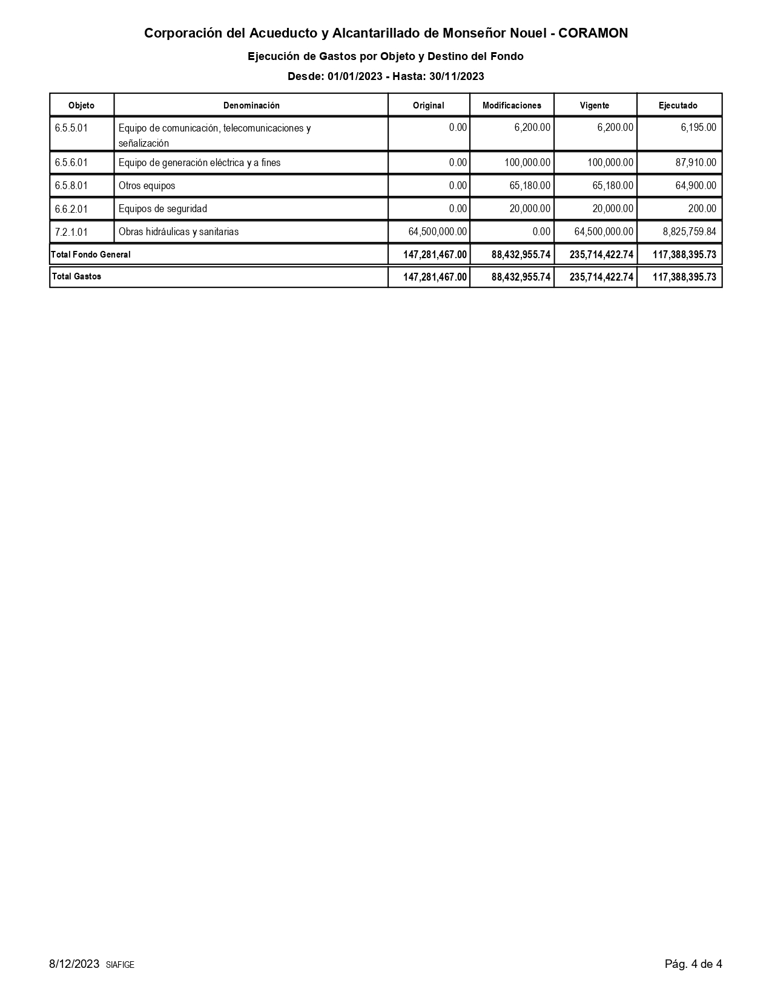 Corporación del Acueducto y Alcantarillado de Monseñor Nouel - CORAMON
Ejecución de Gastos por Objeto y Destino del Fondo
Desde: 01/01/2023 - Hasta: 30/11/2023
Objeto Denominación Original Modificaciones Vigente Ejecutado
6.5.5.01 Equipo de comunicación, telecomunicaciones y 0.00 6,200.00 6,200.00 6,195.00
señalización
6.5.6.01 Equipo de generación eléctrica y a fines 0.00 100,000.00 100,000.00 87,910.00
6.5.8.01 Otros equipos 0.00 65,180.00 65,180.00 64,900.00
6.6.2.01 Equipos de seguridad 0.00 20,000.00 20,000.00 200.00
7.2.1.01 Obras hidráulicas y sanitarias 64,500,000.00 0.00 64,500,000.00 8,825,759.84
Total Fondo General 147,281,467.00 88,432,955.74 235,714,422.74 117,388,395.73
Total Gastos 147,281,467.00 88,432,955.74 235,714,422.74 117,388,395.73
8/12/2023 SIAFIGE Pág. 4 de 4